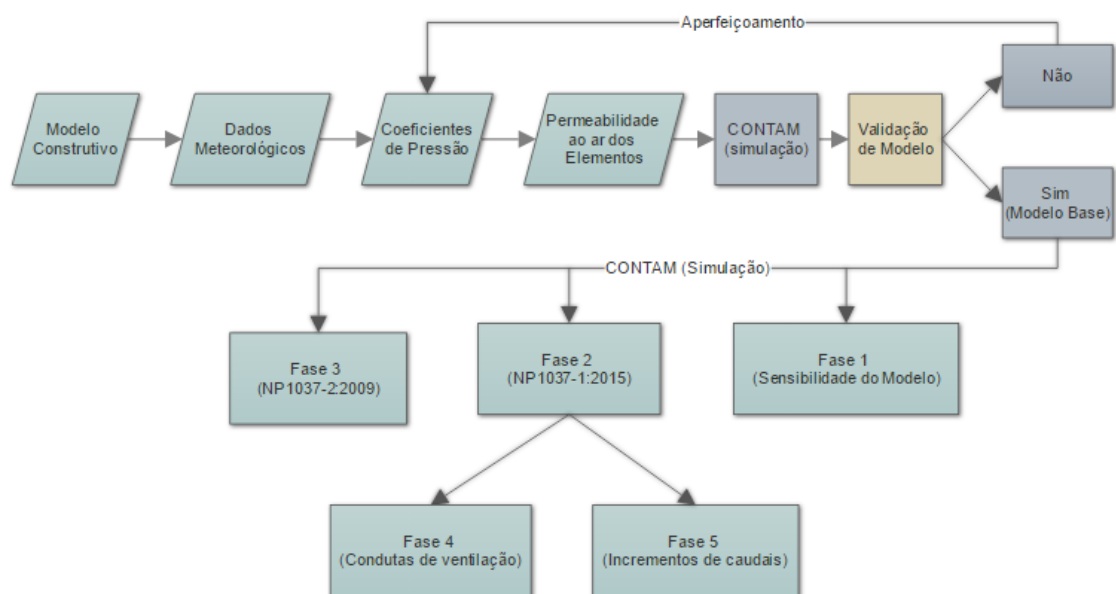 Aperfeiçoamento
Não
Modelo
Construtivo
Dados
Meteorológicos
Coeficientes
de Pressão
Permeabilidade
ao ar dos
Elementos
CONTAM
(simulação)
Validação
de Modelo
Sim
(Modelo Base)
CONTAM (Simulação)
Fase 3
(NP1037-2:2009)
Fase 2
(NP1037-1:2015)
Fase 1
(Sensibilidade do Modelo)
Fase 4
(Condutas de ventilação)
Fase 5
(Incrementos de caudais)